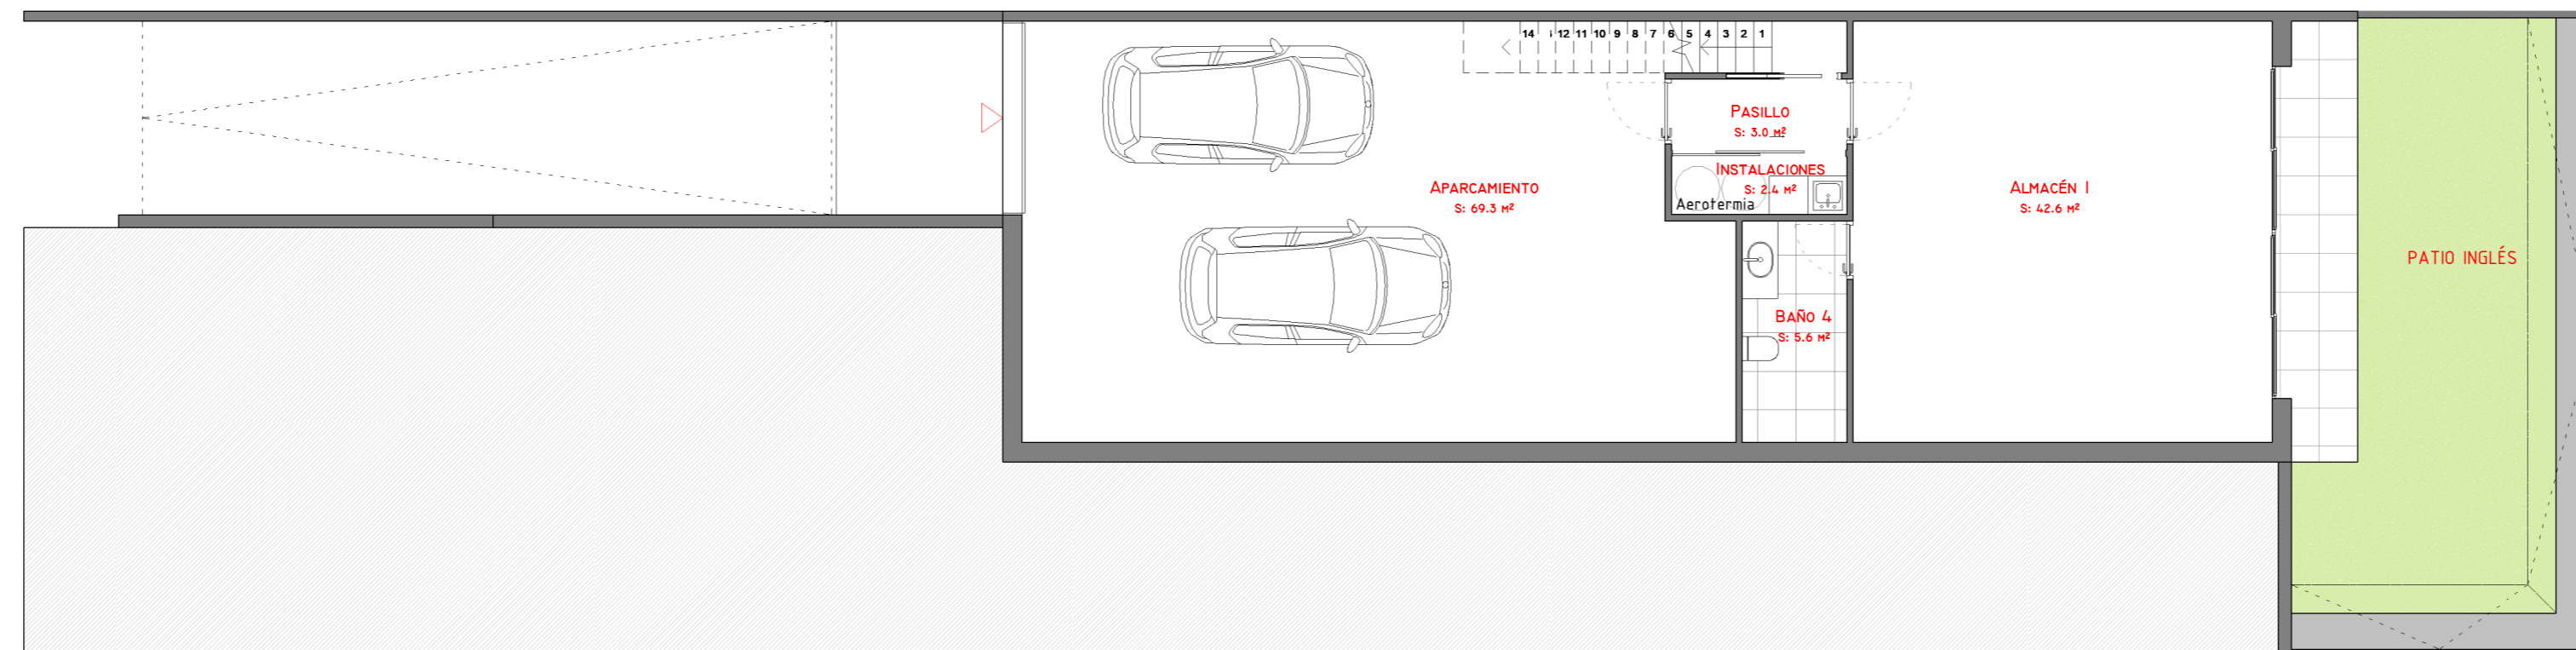 14 12 11 10 9 8 7 6 5 4 3 2 1
PASILLO
S: 3.0 M²
INSTALACIONES
S: 2.4 M²
Aerotermia
APARCAMIENTO
S: 69.3 M²
ALMACÉN I
S: 42.6 M²
PATIO INGLÉS
BAÑO 4
S: 5.6 M²